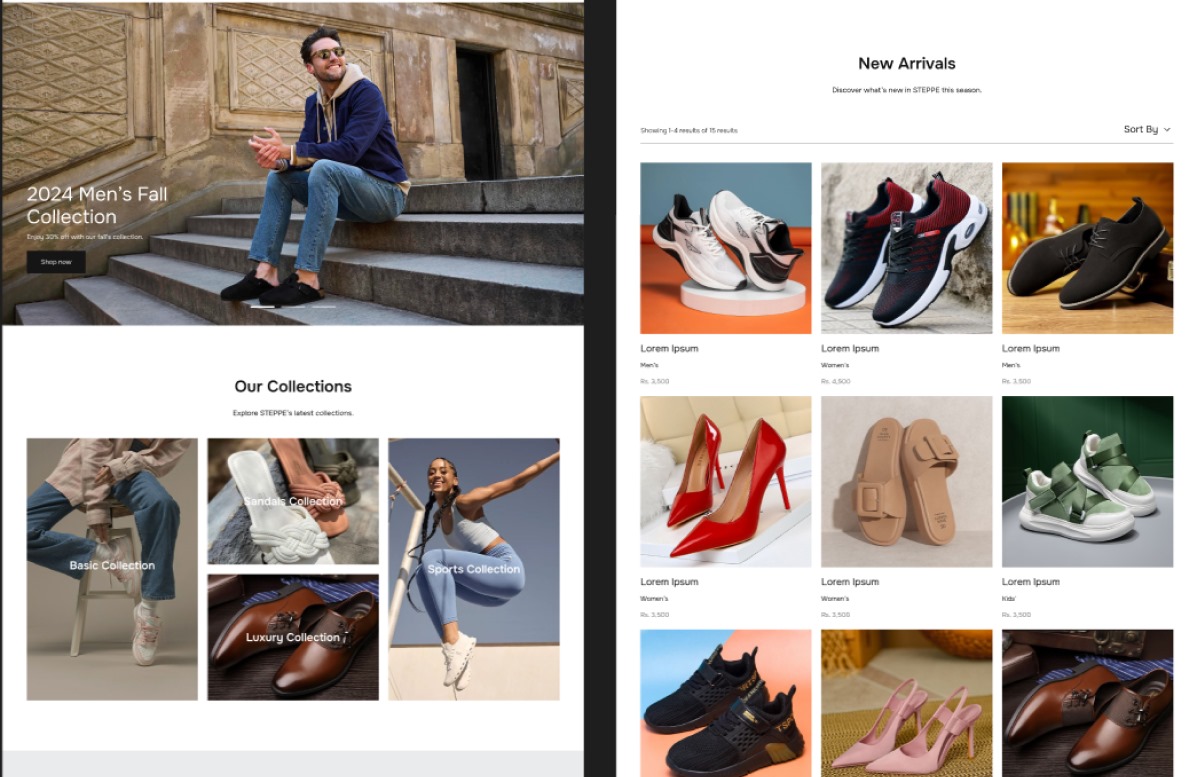 2024 Men's Fall
Collection
Enjoy 30% off with our fall's collection.
Shop now
Our Collections
Explore STEPPE's latest collections.
Basic Collection
Sandals Collection
Luxury Collection
Sports Collection
New Arrivals
Discover what's new in STEPPE this season.
Showing 1-4 results of 15 results
Sort By
Lorem Ipsum
Men's
Rs. 3,500
Lorem Ipsum
Women's
Rs. 4,500
Lorem Ipsum
Men's
Rs. 3,500
Lorem Ipsum
Women's
Rs. 3,500
Lorem Ipsum
Women's
Rs. 3,500
Lorem Ipsum
Kids'
Rs. 3,500